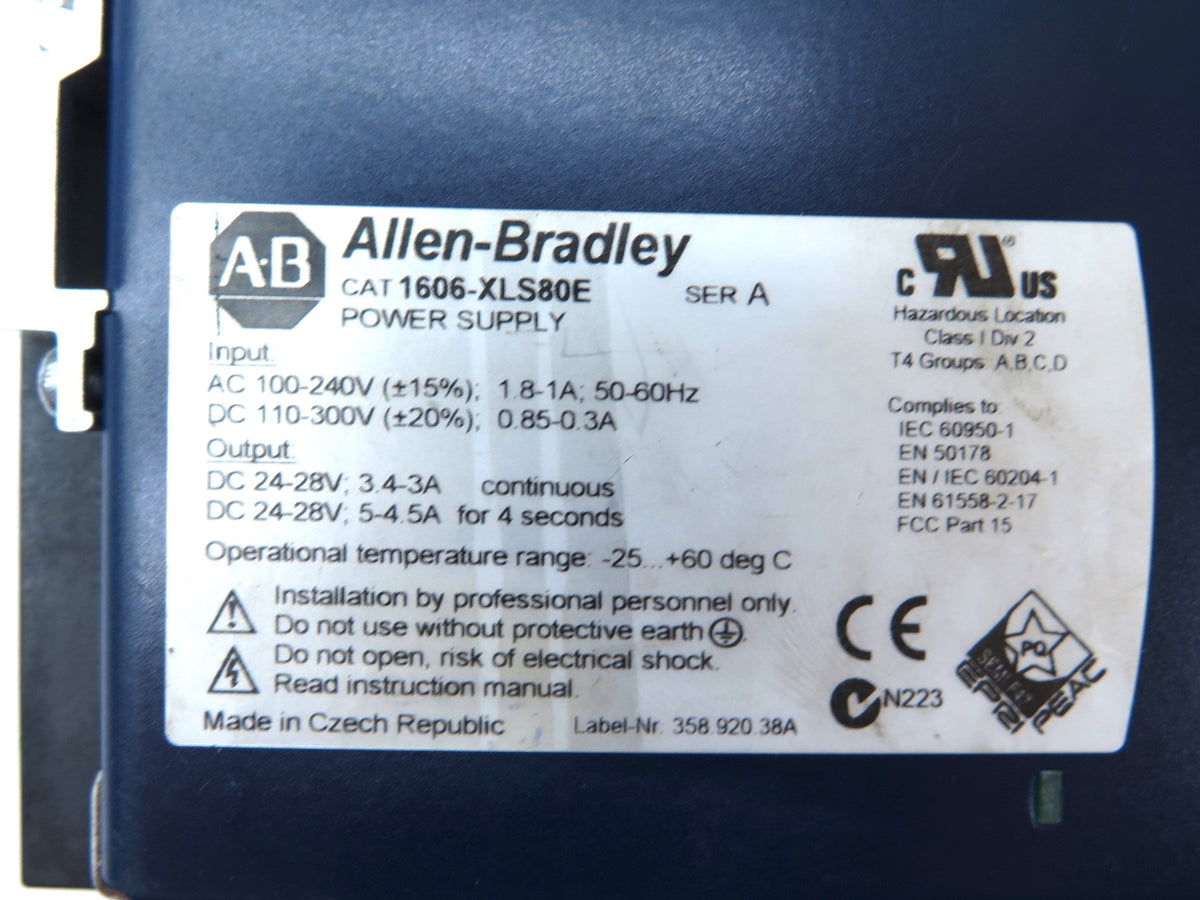 A·B
Allen-Bradley
CAT 1606-XLS80E SER A
POWER SUPPLY
Input:
AC 100-240V (±15%); 1.8-1A; 50-60Hz
DC 110-300V (±20%); 0.85-0.3A
Output:
DC 24-28V; 3.4-3A continuous
DC 24-28V; 5-4.5A for 4 seconds
Operational temperature range: -25...+60 deg C
Installation by professional personnel only.
Do not use without protective earth.
Do not open, risk of electrical shock.
Read instruction manual.
Made in Czech Republic Label-Nr. 358.920.38A
C RU ® US
Hazardous Location
Class I Div 2
T4 Groups: A,B,C,D
Complies to:
IEC 60950-1
EN 50178
EN / IEC 60204-1
EN 61558-2-17
FCC Part 15
CE
N223
PQ
SEMI F47
EPRI PEAC